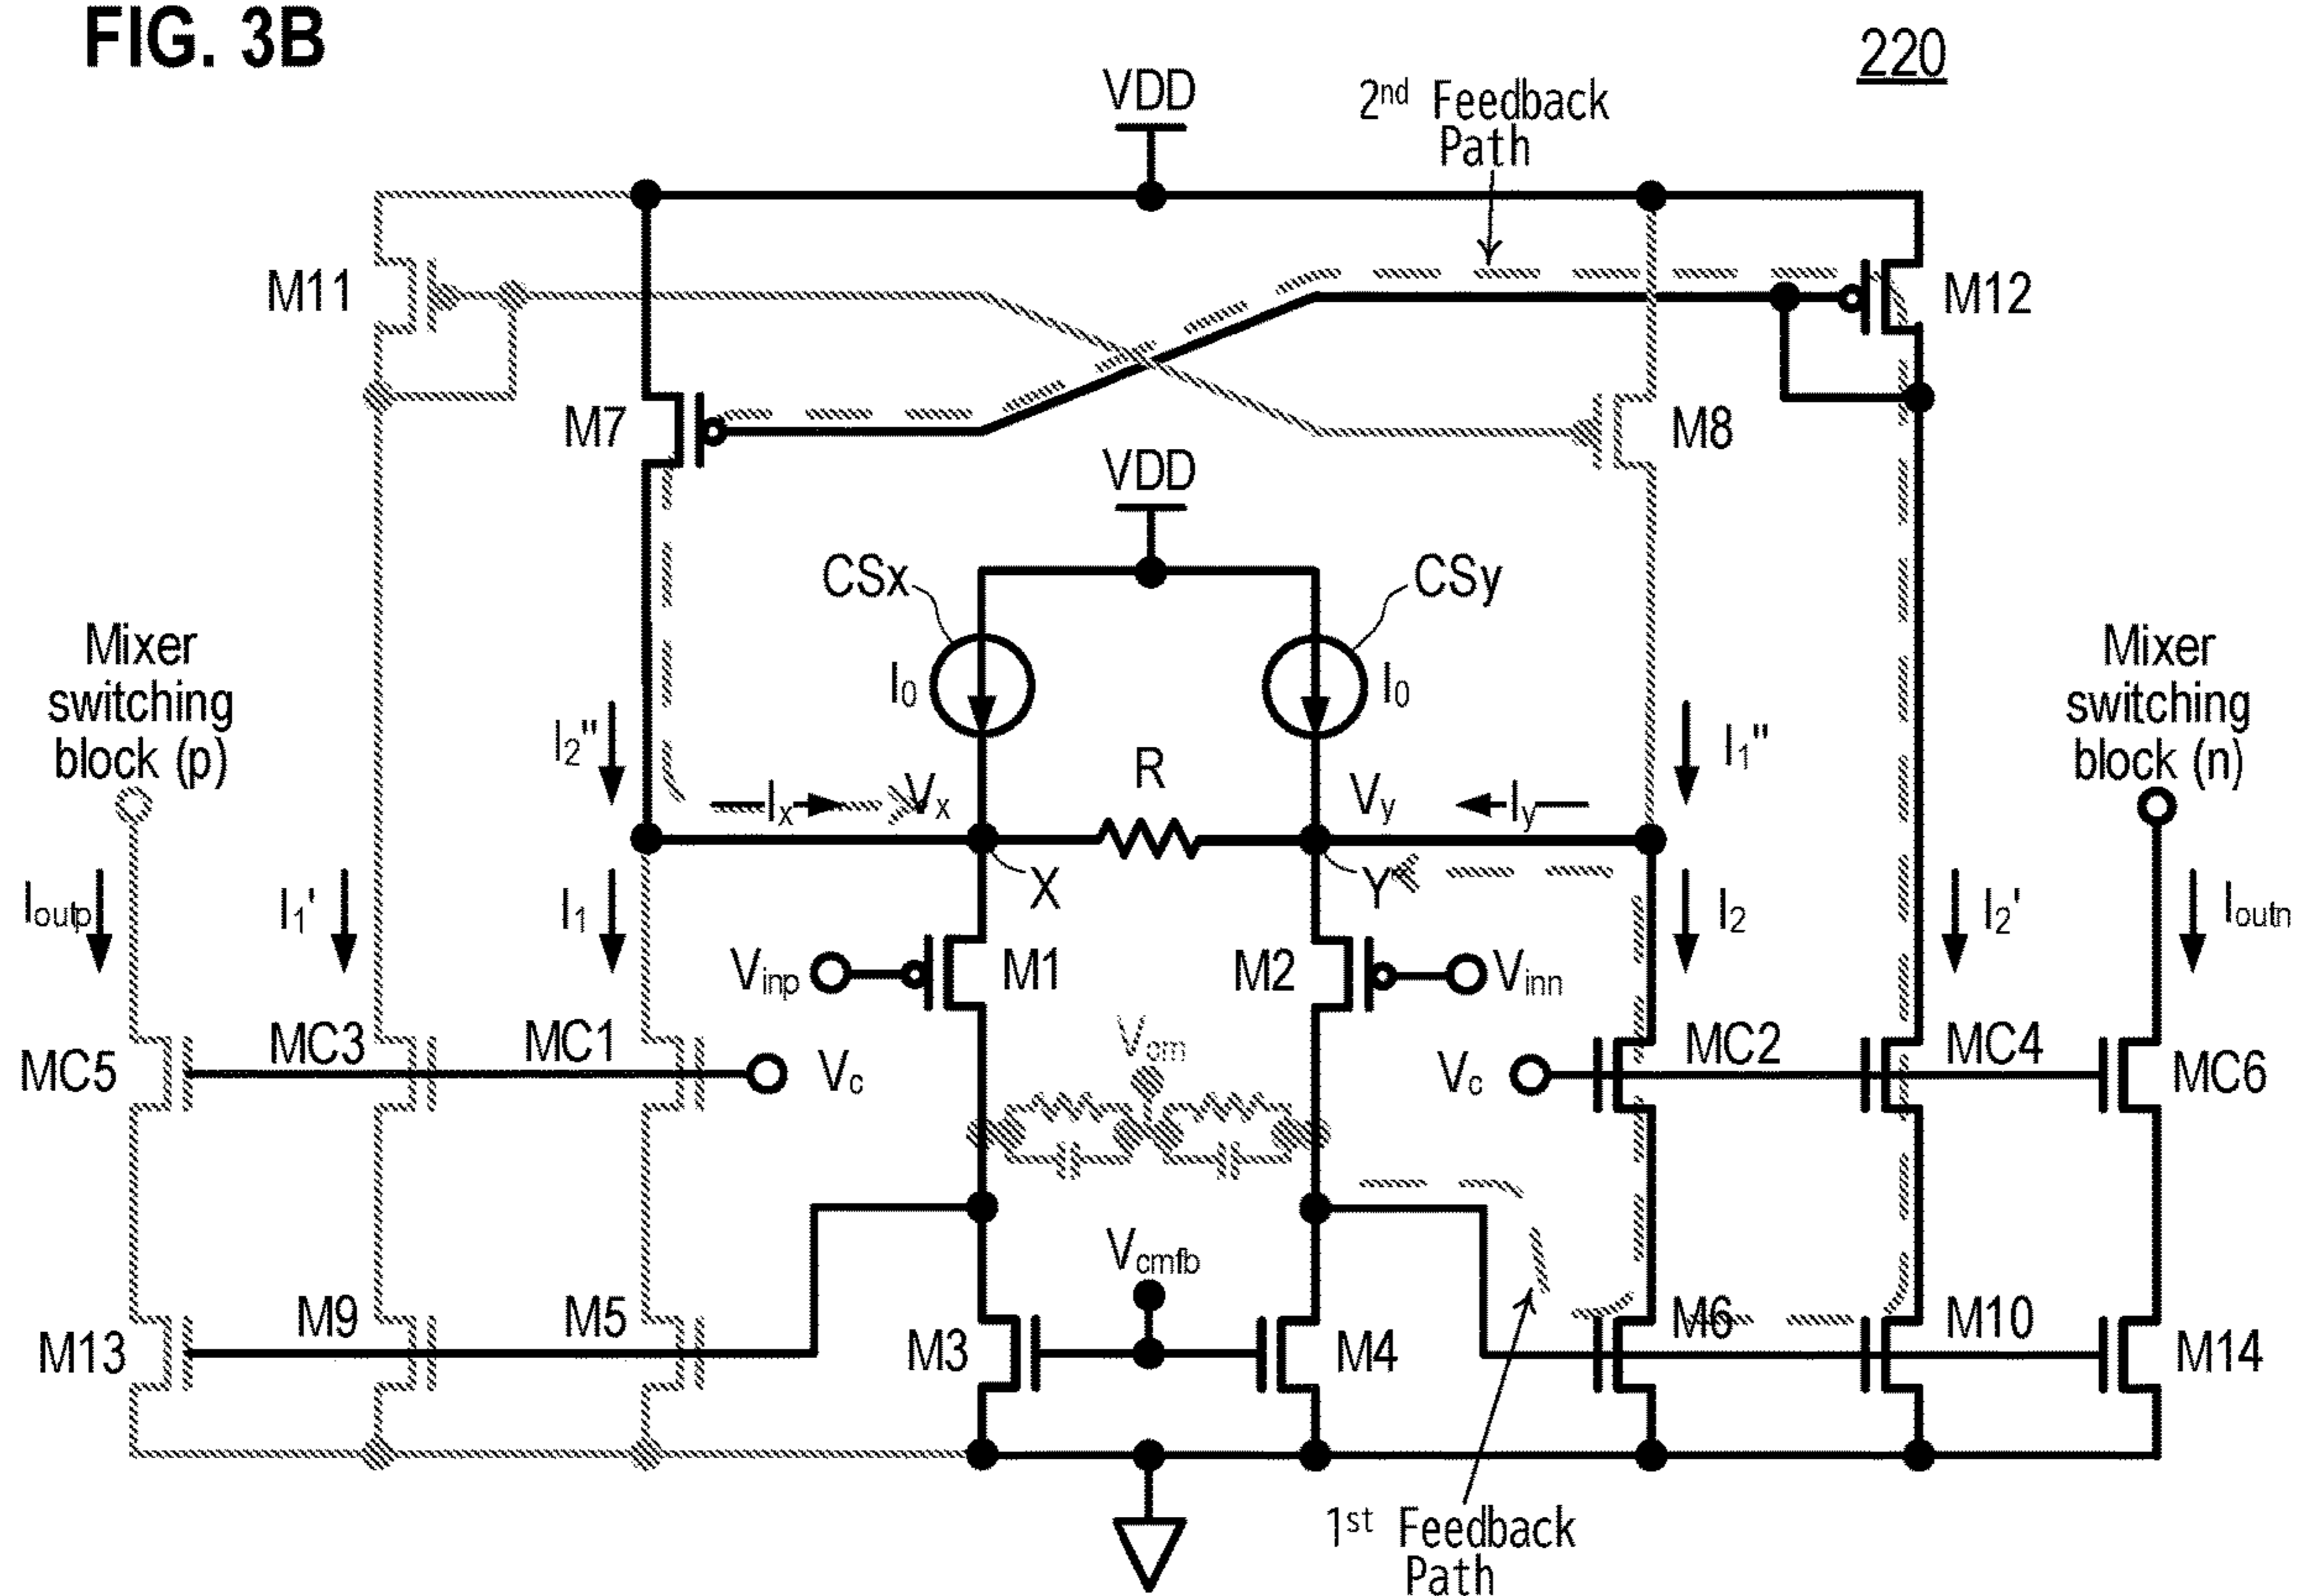 FIG. 3B
220
VDD
2nd Feedback
Path
M11
M12
M7
M8
VDD
CSx
CSy
I0
I0
Mixer
switching
block (p)
Mixer
switching
block (n)
I2"
I1"
R
Ix
Vx
Vy
Iy
X
Y
Ioutp
I1'
I1
I2
I2'
Ioutn
Vinp
M1
M2
Vinn
MC5
MC3
MC1
Vc
Vcm
Vc
MC2
MC4
MC6
Vcmfb
M13
M9
M5
M3
M4
M6
M10
M14
1st Feedback
Path